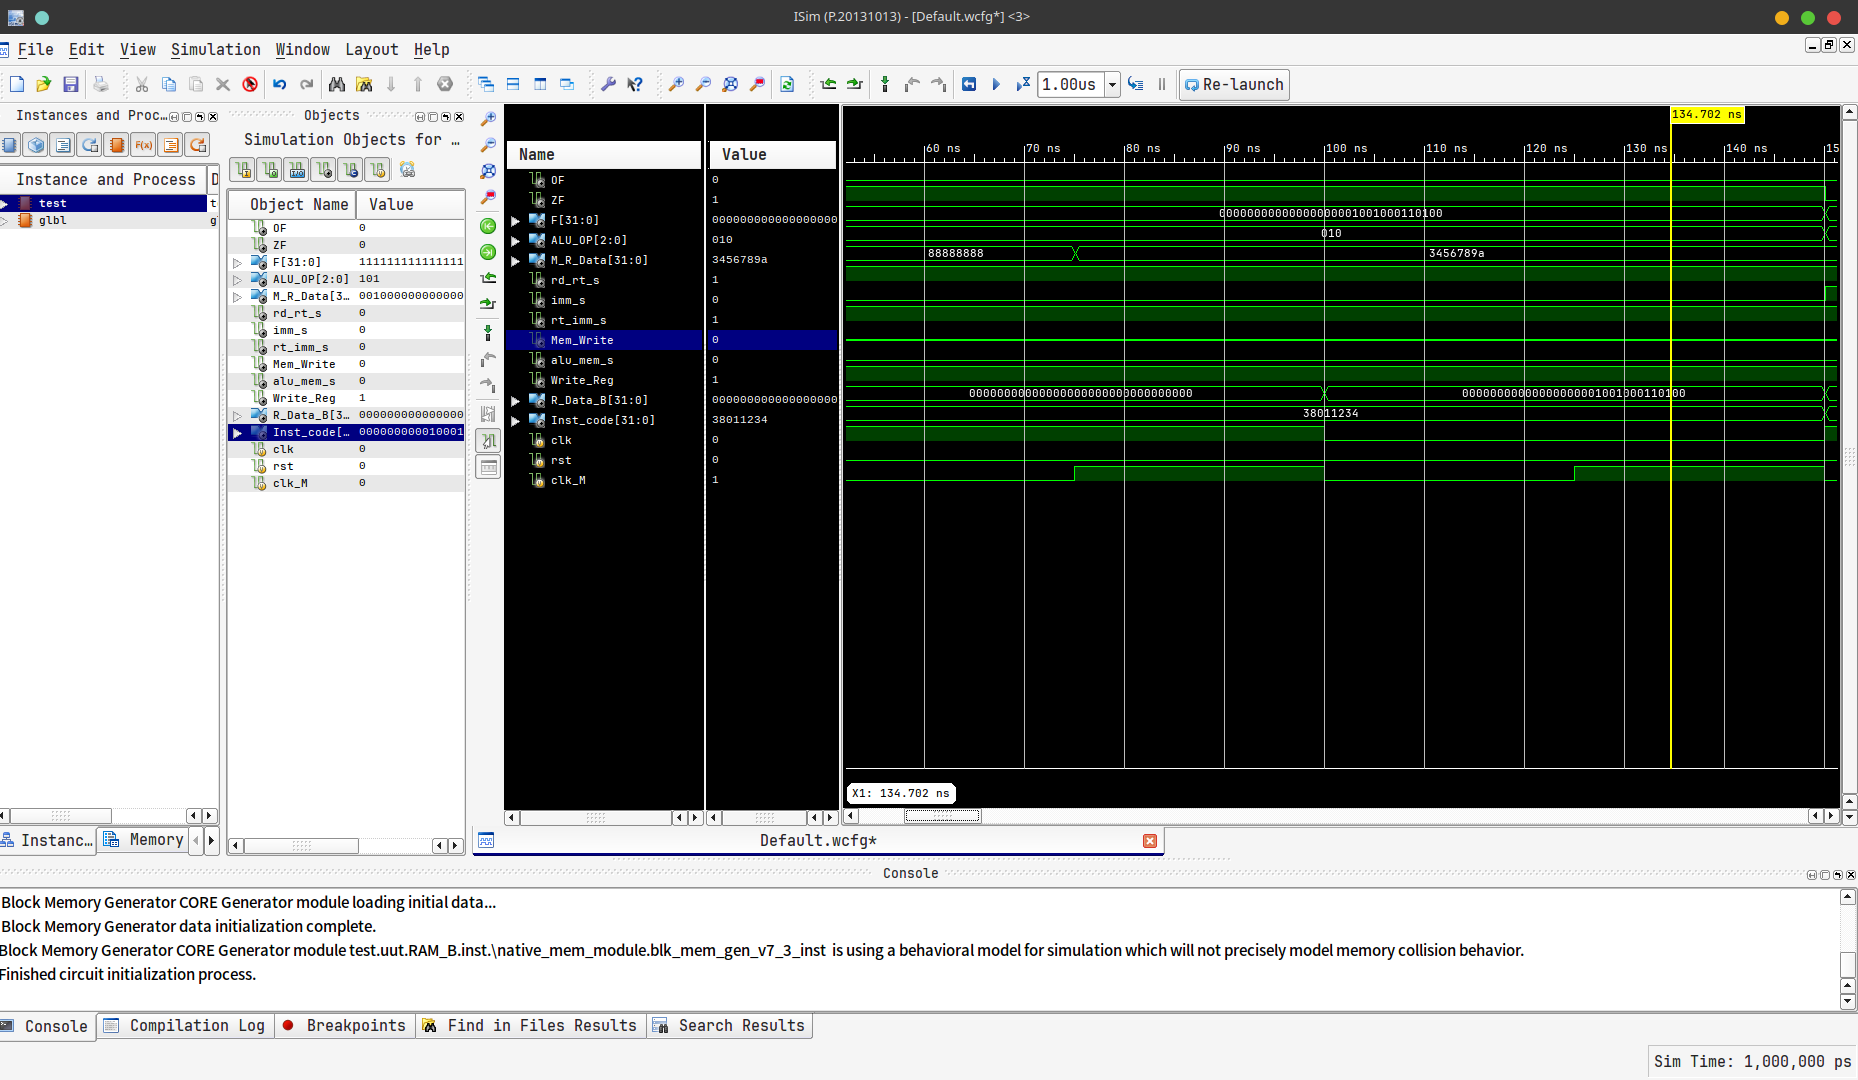 ISim (P.20131013) - [Default.wcfg*] <3>
File Edit View Simulation Window Layout Help
1.00us Re-launch
Instances and Proc...
Instance and Process D
test t
glbl g
Instanc... Memory
Objects
Simulation Objects for ...
Object Name Value
OF 0
ZF 0
F[31:0] 111111111111111
ALU_OP[2:0] 101
M_R_Data[3... 001000000000000
rd_rt_s 0
imm_s 0
rt_imm_s 0
Mem_Write 0
alu_mem_s 0
Write_Reg 1
R_Data_B[3... 000000000000000
Inst_code[... 000000000010001
clk 0
rst 0
clk_M 0
Name Value
OF 0
ZF 1
F[31:0] 000000000000000000
ALU_OP[2:0] 010
M_R_Data[31:0] 3456789a
rd_rt_s 1
imm_s 0
rt_imm_s 1
Mem_Write 0
alu_mem_s 0
Write_Reg 1
R_Data_B[31:0] 000000000000000000
Inst_code[31:0] 38011234
clk 0
rst 0
clk_M 1
134.702 ns
60 ns 70 ns 80 ns 90 ns 100 ns 110 ns 120 ns 130 ns 140 ns 15
00000000000000000001001000110100
010
88888888 3456789a
00000000000000000000000000000000 00000000000000000001001000110100
38011234
X1: 134.702 ns
Default.wcfg*
Console
Block Memory Generator CORE Generator module loading initial data...
Block Memory Generator data initialization complete.
Block Memory Generator CORE Generator module test.uut.RAM_B.inst.\native_mem_module.blk_mem_gen_v7_3_inst is using a behavioral model for simulation which will not precisely model memory collision behavior.
Finished circuit initialization process.
Console Compilation Log Breakpoints Find in Files Results Search Results
Sim Time: 1,000,000 ps